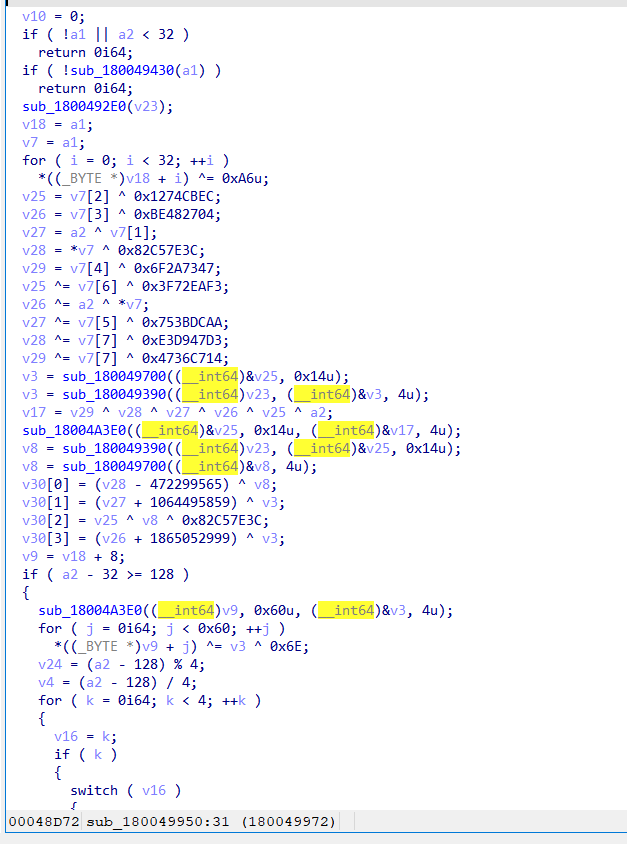 v10 = 0;
if ( !a1 || a2 < 32 )
return 0i64;
if ( !sub_180049430(a1) )
return 0i64;
sub_1800492E0(v23);
v18 = a1;
v7 = a1;
for ( i = 0; i < 32; ++i )
*((_BYTE *)v18 + i) ^= 0xA6u;
v25 = v7[2] ^ 0x1274CBEC;
v26 = v7[3] ^ 0xBE482704;
v27 = a2 ^ v7[1];
v28 = *v7 ^ 0x82C57E3C;
v29 = v7[4] ^ 0x6F2A7347;
v25 ^= v7[6] ^ 0x3F72EAF3;
v26 ^= a2 ^ *v7;
v27 ^= v7[5] ^ 0x753BDCAA;
v28 ^= v7[7] ^ 0xE3D947D3;
v29 ^= v7[7] ^ 0x4736C714;
v3 = sub_180049700((__int64)&v25, 0x14u);
v3 = sub_180049390((__int64)v23, (__int64)&v3, 4u);
v17 = v29 ^ v28 ^ v27 ^ v26 ^ v25 ^ a2;
sub_18004A3E0((__int64)&v25, 0x14u, (__int64)&v17, 4u);
v8 = sub_180049390((__int64)v23, (__int64)&v25, 0x14u);
v8 = sub_180049700((__int64)&v8, 4u);
v30[0] = (v28 - 472299565) ^ v8;
v30[1] = (v27 + 1064495859) ^ v3;
v30[2] = v25 ^ v8 ^ 0x82C57E3C;
v30[3] = (v26 + 1865052999) ^ v3;
v9 = v18 + 8;
if ( a2 - 32 >= 128 )
{
sub_18004A3E0((__int64)v9, 0x60u, (__int64)&v3, 4u);
for ( j = 0i64; j < 0x60; ++j )
*((_BYTE *)v9 + j) ^= v3 ^ 0x6E;
v24 = (a2 - 128) % 4;
v4 = (a2 - 128) / 4;
for ( k = 0i64; k < 4; ++k )
{
v16 = k;
if ( k )
{
switch ( v16 )
{
00048D72 sub_180049950:31 (180049972)